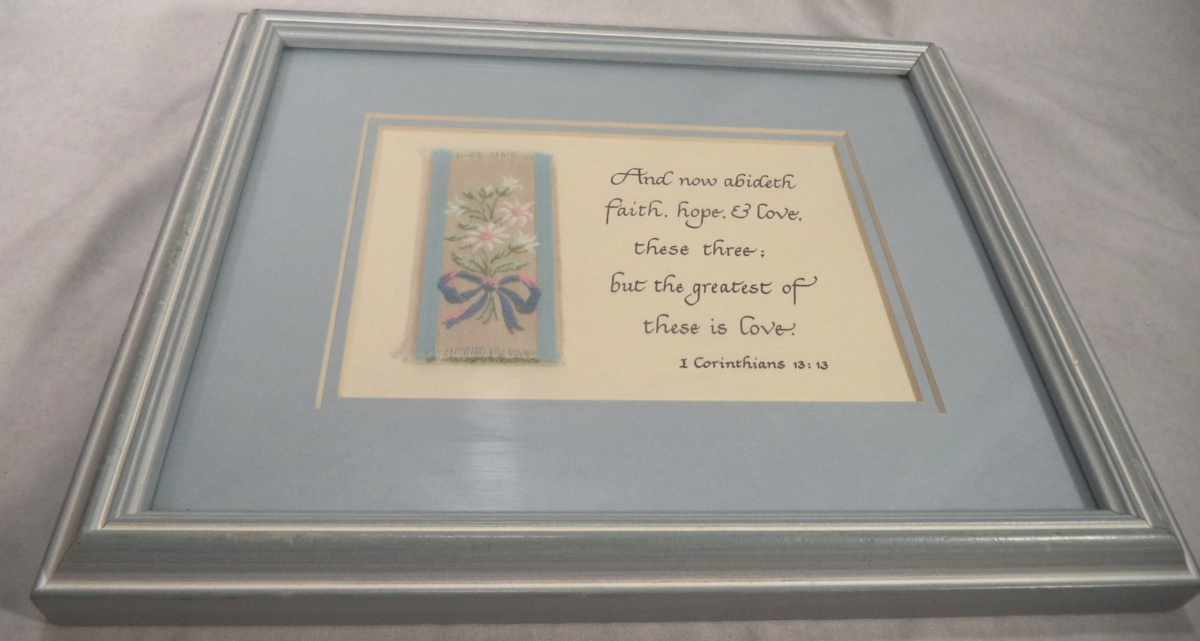 And now abideth
faith, hope, & love,
these three;
but the greatest of
these is love.
I Corinthians 13:13